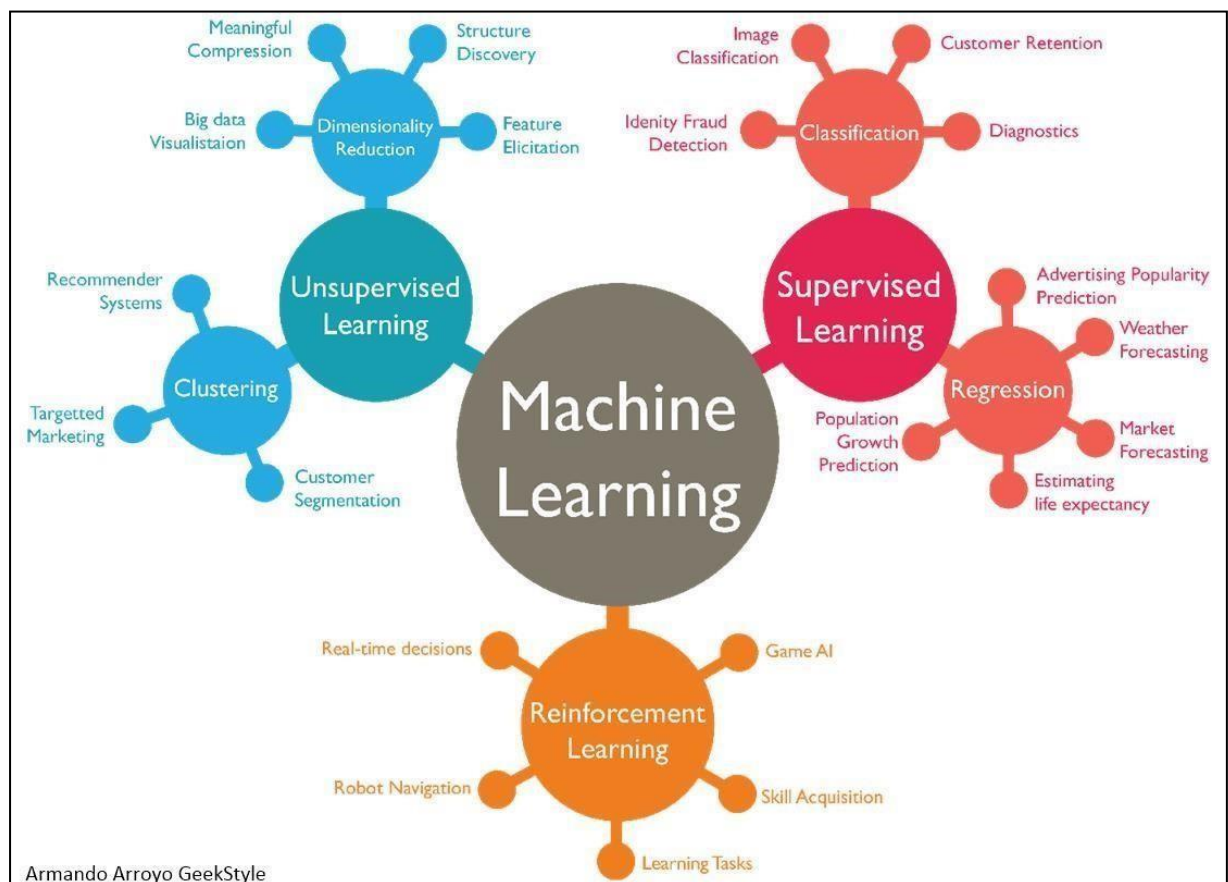 Meaningful
Compression
Structure
Discovery
Big data
Visualistaion
Dimensionality
Reduction
Feature
Elicitation
Image
Classification
Customer Retention
Idenity Fraud
Detection
Classification
Diagnostics
Recommender
Systems
Unsupervised
Learning
Clustering
Targetted
Marketing
Customer
Segmentation
Supervised
Learning
Advertising Popularity
Prediction
Weather
Forecasting
Regression
Population
Growth
Prediction
Market
Forecasting
Estimating
life expectancy
Machine
Learning
Real-time decisions
Game AI
Reinforcement
Learning
Robot Navigation
Skill Acquisition
Learning Tasks
Armando Arroyo GeekStyle